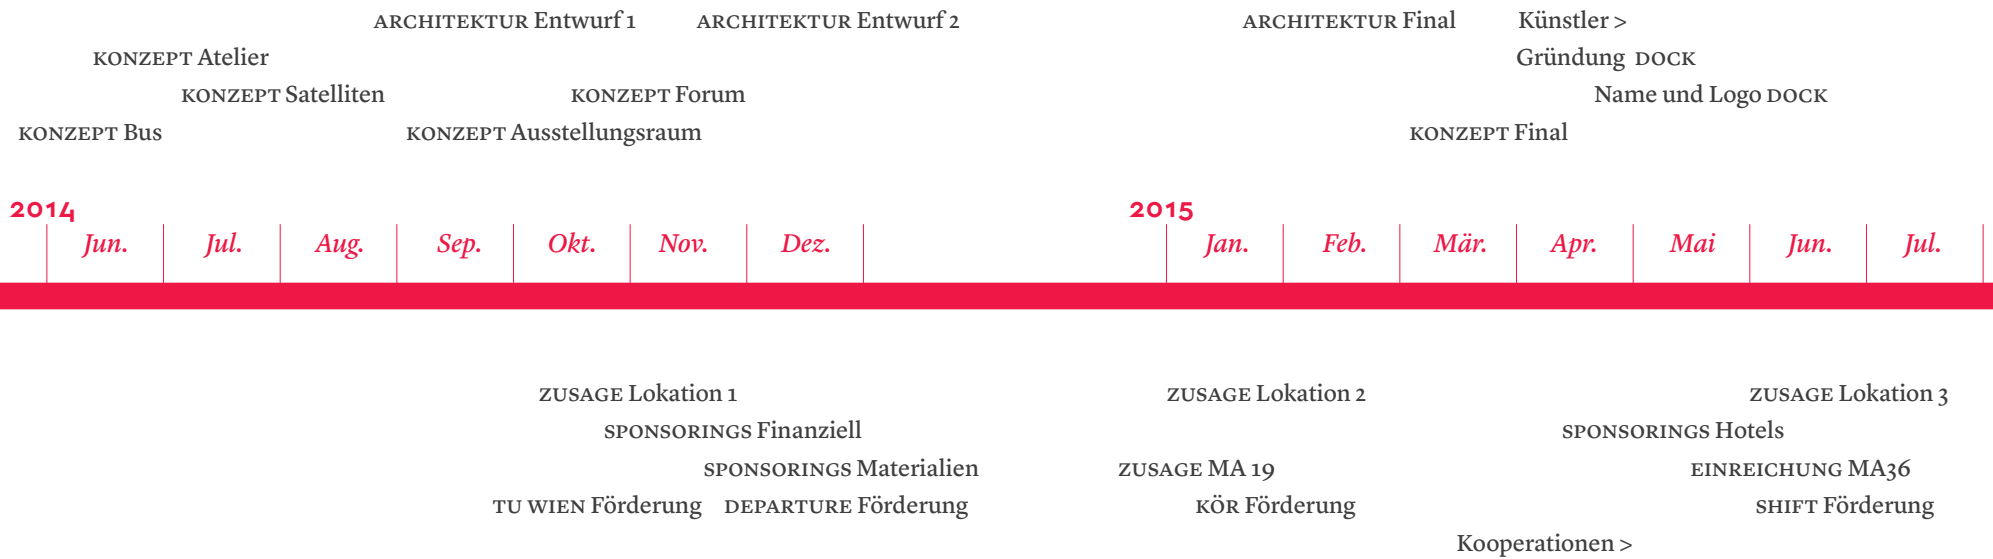 ARCHITEKTUR Entwurf 1 ARCHITEKTUR Entwurf 2 ARCHITEKTUR Final Künstler >
KONZEPT Atelier Gründung DOCK
KONZEPT Satelliten KONZEPT Forum Name und Logo DOCK
KONZEPT Bus KONZEPT Ausstellungsraum KONZEPT Final
2014 2015
Jun. Jul. Aug. Sep. Okt. Nov. Dez. Jan. Feb. Mär. Apr. Mai Jun. Jul.
ZUSAGE Lokation 1 ZUSAGE Lokation 2 ZUSAGE Lokation 3
SPONSORINGS Finanziell SPONSORINGS Hotels
SPONSORINGS Materialien ZUSAGE MA 19 EINREICHUNG MA36
TU WIEN Förderung DEPARTURE Förderung KÖR Förderung SHIFT Förderung
Kooperationen >